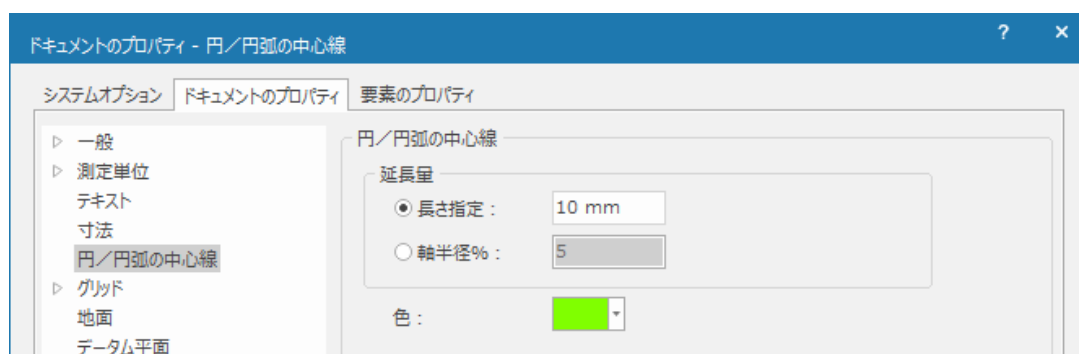 ドキュメントのプロパティ - 円／円弧の中心線
? ×
システムオプション ドキュメントのプロパティ 要素のプロパティ
一般
測定単位
テキスト
寸法
円／円弧の中心線
グリッド
地面
データム平面
円／円弧の中心線
延長量
長さ指定： 10 mm
軸半径%： 5
色：